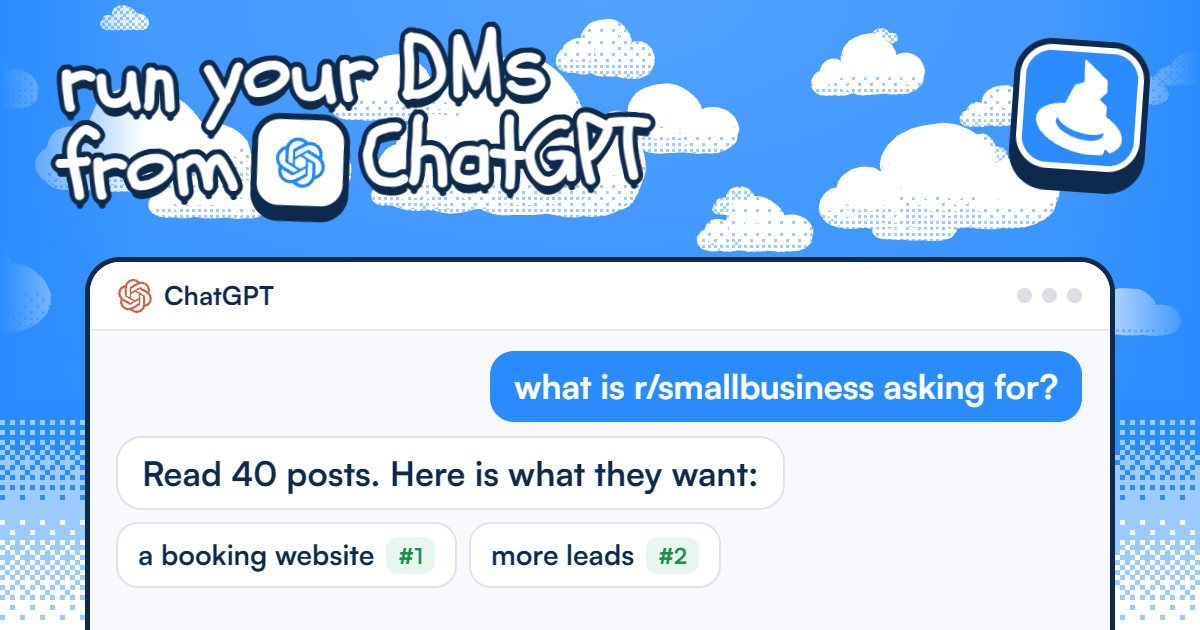 run your DMs
from ChatGPT
ChatGPT
what is r/smallbusiness asking for?
Read 40 posts. Here is what they want:
a booking website #1
more leads #2